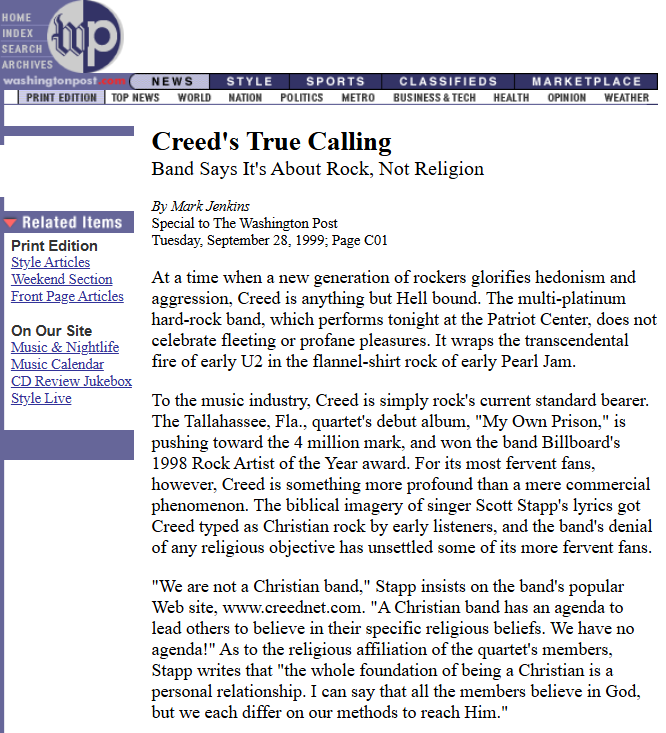 HOME
INDEX
SEARCH
ARCHIVES
wp
washingtonpost.com
NEWS STYLE SPORTS CLASSIFIEDS MARKETPLACE
PRINT EDITION TOP NEWS WORLD NATION POLITICS METRO BUSINESS & TECH HEALTH OPINION WEATHER
Related Items
Print Edition
Style Articles
Weekend Section
Front Page Articles
On Our Site
Music & Nightlife
Music Calendar
CD Review Jukebox
Style Live
Creed's True Calling
Band Says It's About Rock, Not Religion
By Mark Jenkins
Special to The Washington Post
Tuesday, September 28, 1999; Page C01
At a time when a new generation of rockers glorifies hedonism and
aggression, Creed is anything but Hell bound. The multi-platinum
hard-rock band, which performs tonight at the Patriot Center, does not
celebrate fleeting or profane pleasures. It wraps the transcendental
fire of early U2 in the flannel-shirt rock of early Pearl Jam.
To the music industry, Creed is simply rock's current standard bearer.
The Tallahassee, Fla., quartet's debut album, "My Own Prison," is
pushing toward the 4 million mark, and won the band Billboard's
1998 Rock Artist of the Year award. For its most fervent fans,
however, Creed is something more profound than a mere commercial
phenomenon. The biblical imagery of singer Scott Stapp's lyrics got
Creed typed as Christian rock by early listeners, and the band's denial
of any religious objective has unsettled some of its more fervent fans.
"We are not a Christian band," Stapp insists on the band's popular
Web site, www.creednet.com. "A Christian band has an agenda to
lead others to believe in their specific religious beliefs. We have no
agenda!" As to the religious affiliation of the quartet's members,
Stapp writes that "the whole foundation of being a Christian is a
personal relationship. I can say that all the members believe in God,
but we each differ on our methods to reach Him."